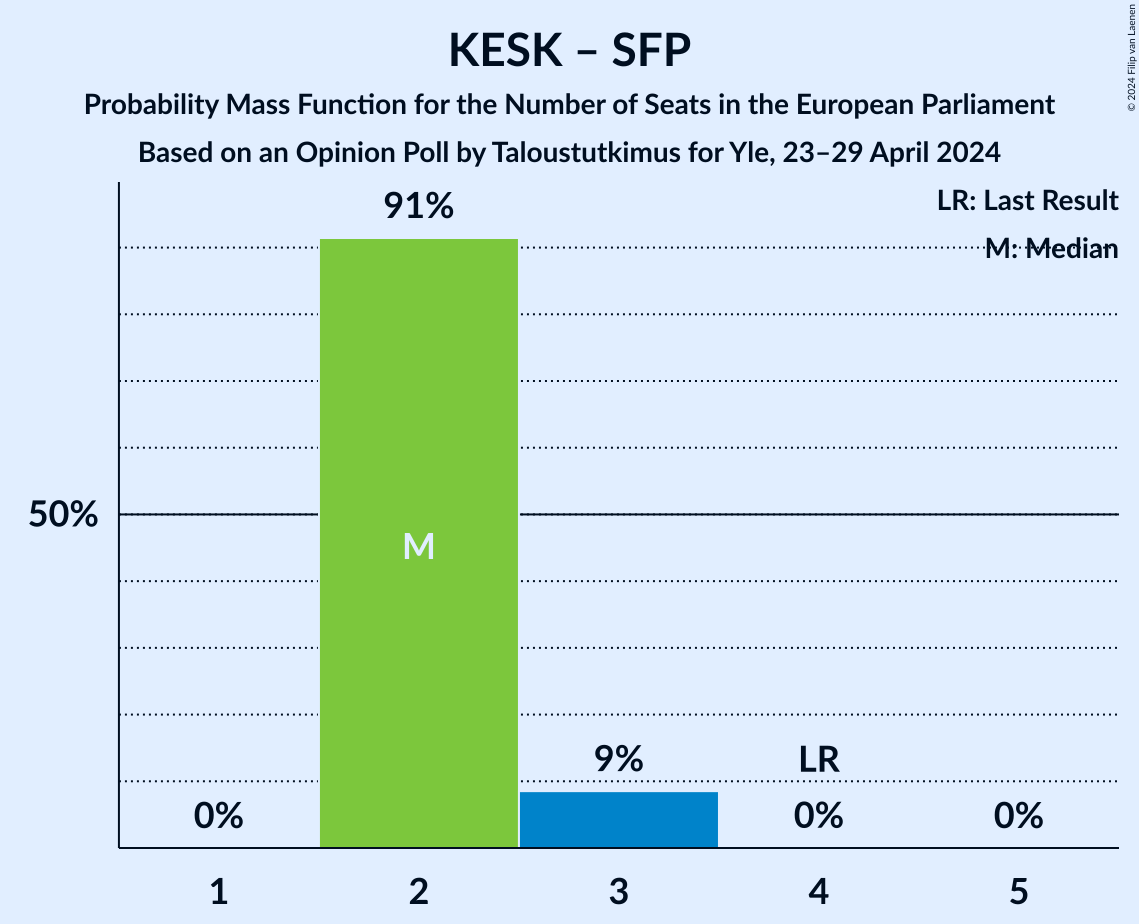 KESK – SFP
Probability Mass Function for the Number of Seats in the European Parliament
Based on an Opinion Poll by Taloustutkimus for Yle, 23–29 April 2024
© 2024 Filip van Laenen
LR: Last Result
M: Median
91%
50%
M
9%
LR
0%
0%
0%
1
2
3
4
5